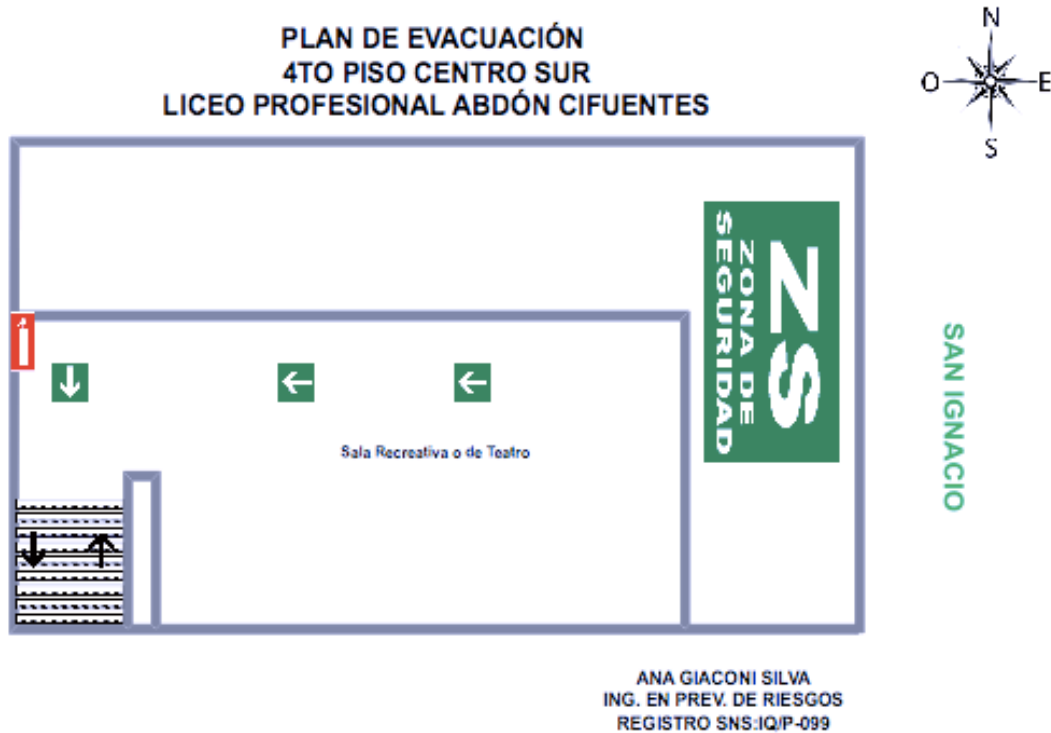 PLAN DE EVACUACIÓN
4TO PISO CENTRO SUR
LICEO PROFESIONAL ABDÓN CIFUENTES
N
O
E
S
ZS
ZONA DE
SEGURIDAD
SAN IGNACIO
Sala Recreativa o de Teatro
ANA GIACONI SILVA
ING. EN PREV. DE RIESGOS
REGISTRO SNS:IQ/P-099